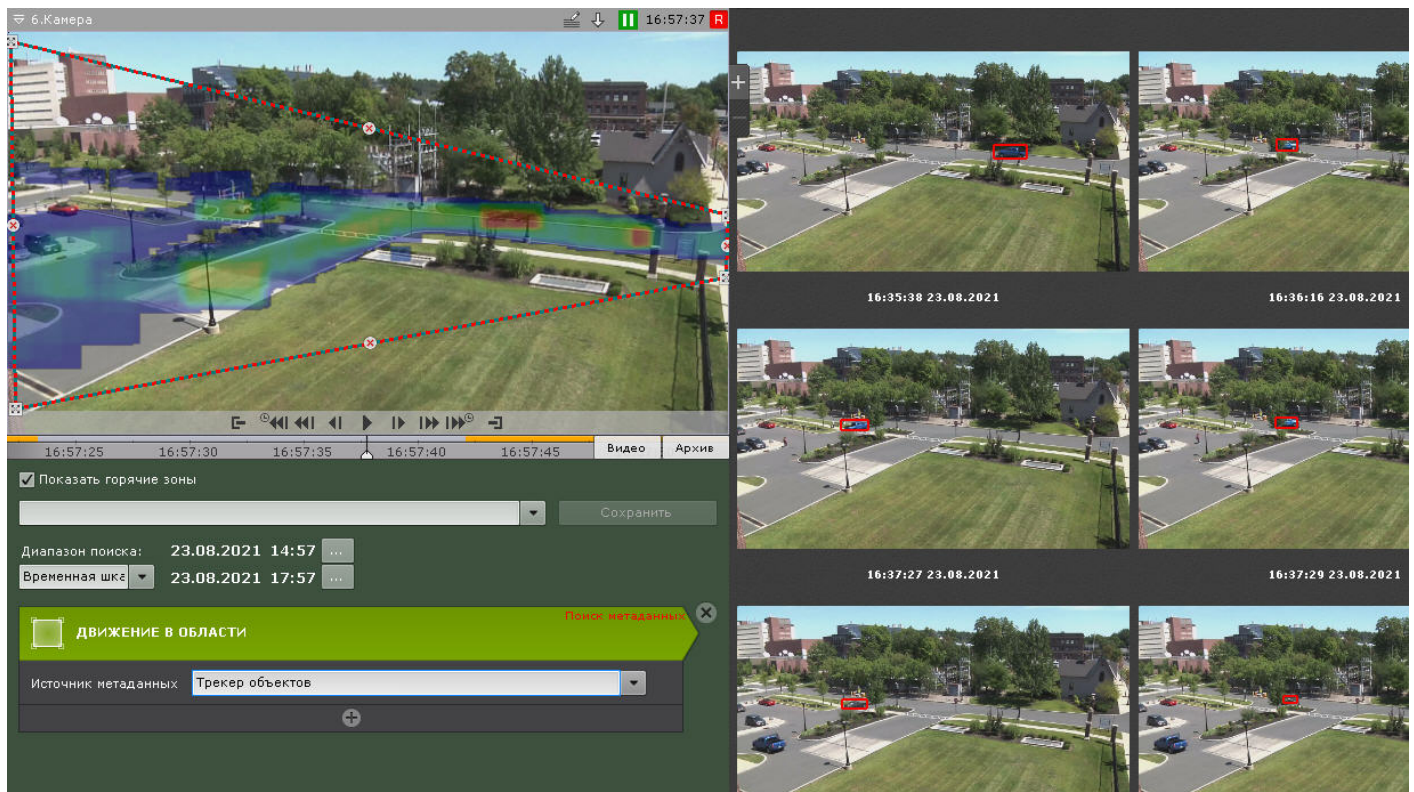 6.Камера
16:57:37 R
16:57:25 16:57:30 16:57:35 16:57:40 16:57:45 Видео Архив
Показать горячие зоны
Сохранить
Диапазон поиска: 23.08.2021 14:57 ...
Временная шка 23.08.2021 17:57 ...
Поиск метаданных
ДВИЖЕНИЕ В ОБЛАСТИ
Источник метаданных Трекер объектов
16:35:38 23.08.2021
16:36:16 23.08.2021
16:37:27 23.08.2021
16:37:29 23.08.2021